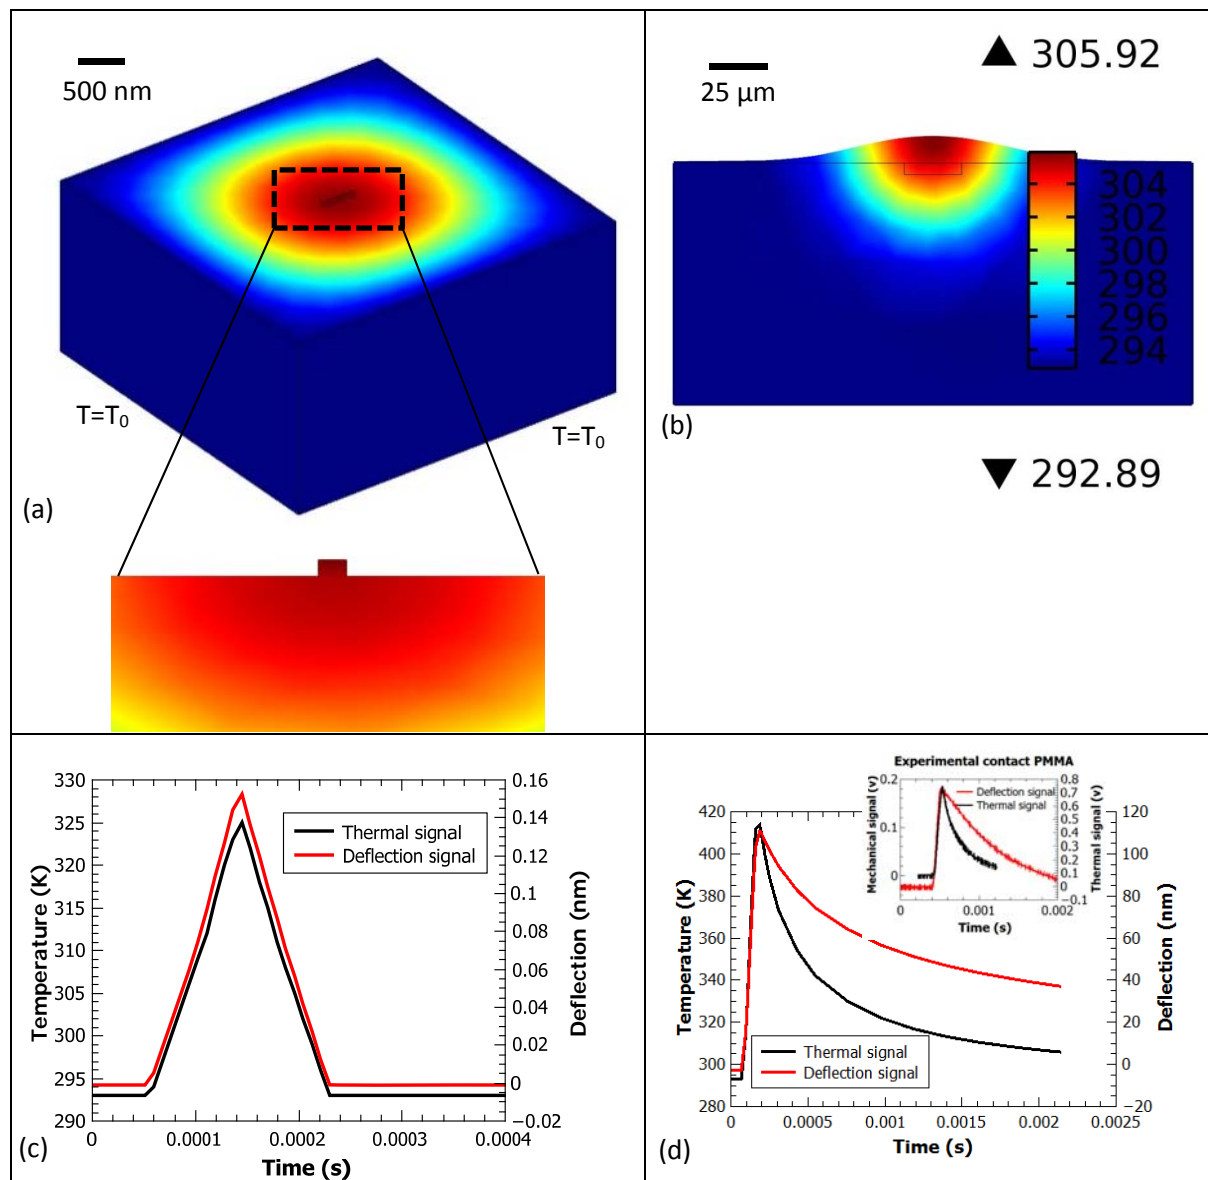 500 nm
T=T₀
T=T₀
(a)
25 µm
▲ 305.92
304
302
300
298
296
294
(b)
▼ 292.89
330
325
320
315
310
305
300
295
290
Temperature (K)
0.16
0.14
0.12
0.10
0.08
0.06
0.04
0.02
0
−0.02
Deflection (nm)
Thermal signal
Deflection signal
0
0.0001
0.0002
0.0003
0.0004
Time (s)
(c)
Experimental contact PMMA
0.2
0.1
0
Mechanical signal (v)
0.8
0.7
0.6
0.5
0.4
0.3
0.2
0.1
0
−0.1
Thermal signal (v)
Deflection signal
Thermal signal
0
0.001
0.002
Time (s)
420
400
380
360
340
320
300
280
Temperature (K)
120
100
80
60
40
20
0
−20
Deflection (nm)
Thermal signal
Deflection signal
0
0.0005
0.001
0.0015
0.002
0.0025
Time (s)
(d)